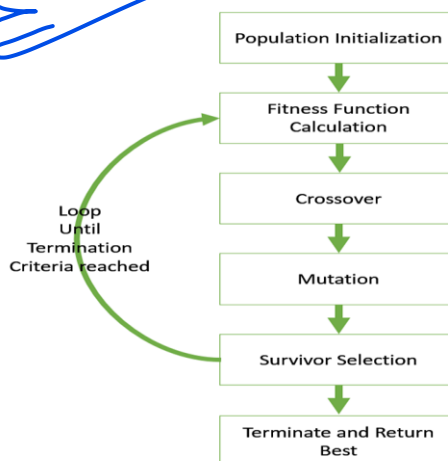 Population Initialization
Fitness Function
Calculation
Crossover
Loop
Until
Termination
Criteria reached
Mutation
Survivor Selection
Terminate and Return
Best